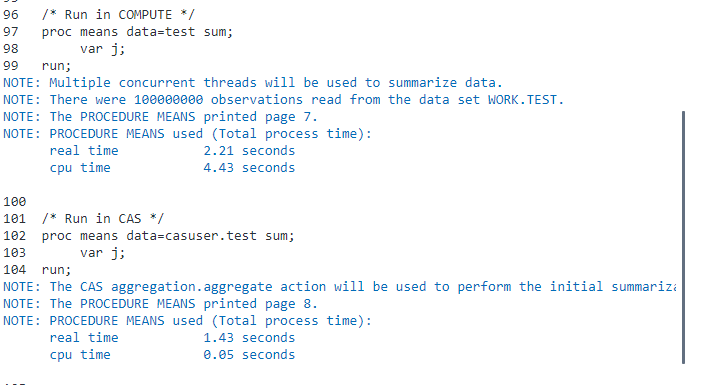 96 /* Run in COMPUTE */
97 proc means data=test sum;
98 var j;
99 run;
NOTE: Multiple concurrent threads will be used to summarize data.
NOTE: There were 100000000 observations read from the data set WORK.TEST.
NOTE: The PROCEDURE MEANS printed page 7.
NOTE: PROCEDURE MEANS used (Total process time):
real time 2.21 seconds
cpu time 4.43 seconds
100
101 /* Run in CAS */
102 proc means data=casuser.test sum;
103 var j;
104 run;
NOTE: The CAS aggregation.aggregate action will be used to perform the initial
NOTE: The PROCEDURE MEANS printed page 8.
NOTE: PROCEDURE MEANS used (Total process time):
real time 1.43 seconds
cpu time 0.05 seconds